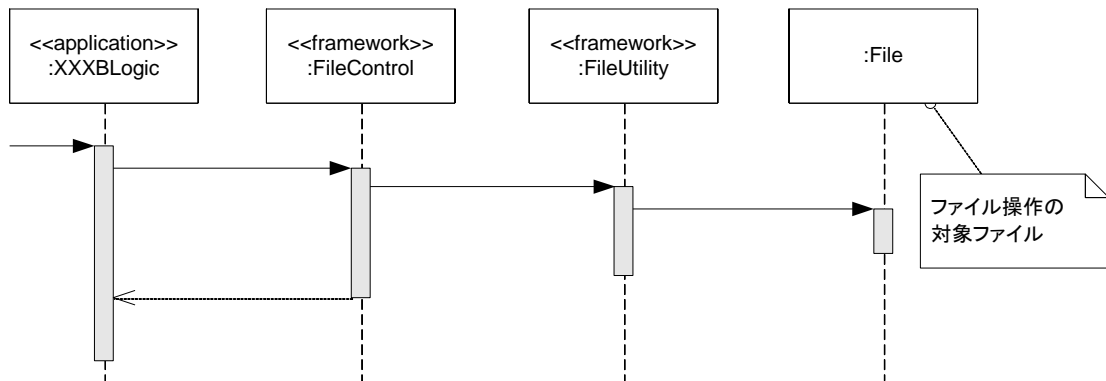 <<application>>
:XXXBLogic
<<framework>>
:FileControl
<<framework>>
:FileUtility
:File
ファイル操作の
対象ファイル